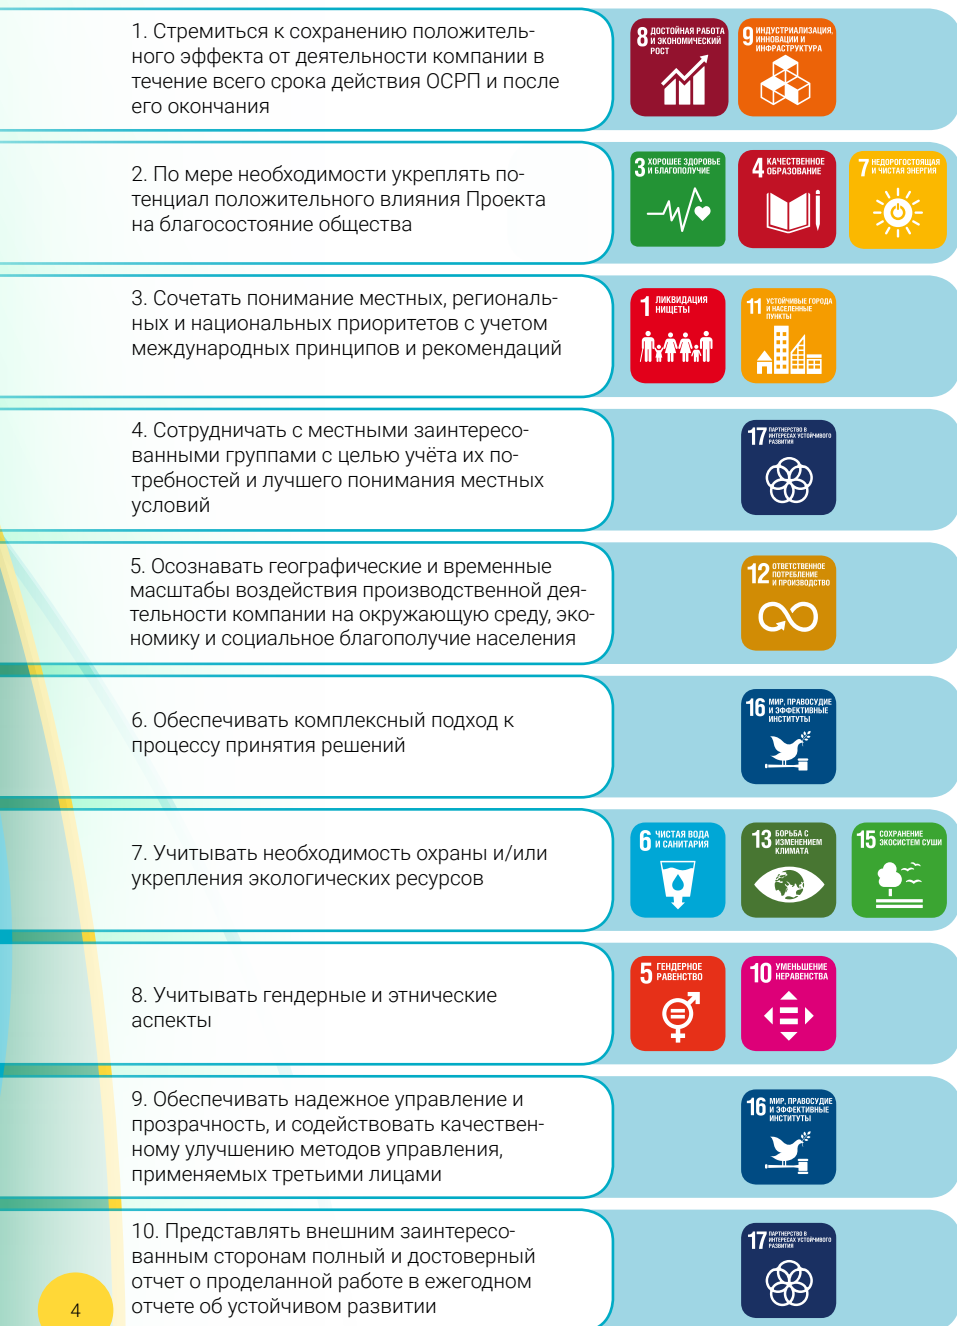 1. Стремиться к сохранению положитель-
ного эффекта от деятельности компании в
течение всего срока действия ОСРП и после
его окончания
8 ДОСТОЙНАЯ РАБОТА
И ЭКОНОМИЧЕСКИЙ
РОСТ
9 ИНДУСТРИАЛИЗАЦИЯ,
ИННОВАЦИИ И
ИНФРАСТРУКТУРА
2. По мере необходимости укреплять по-
тенциал положительного влияния Проекта
на благосостояние общества
3 ХОРОШЕЕ ЗДОРОВЬЕ
И БЛАГОПОЛУЧИЕ
4 КАЧЕСТВЕННОЕ
ОБРАЗОВАНИЕ
7 НЕДОРОГОСТОЯЩАЯ
И ЧИСТАЯ ЭНЕРГИЯ
3. Сочетать понимание местных, региональ-
ных и национальных приоритетов с учетом
международных принципов и рекомендаций
1 ЛИКВИДАЦИЯ
НИЩЕТЫ
11 УСТОЙЧИВЫЕ ГОРОДА
И НАСЕЛЕННЫЕ
ПУНКТЫ
4. Сотрудничать с местными заинтересо-
ванными группами с целью учёта их по-
требностей и лучшего понимания местных
условий
17 ПАРТНЕРСТВО В
ИНТЕРЕСАХ УСТОЙЧИВОГО
РАЗВИТИЯ
5. Осознавать географические и временные
масштабы воздействия производственной дея-
тельности компании на окружающую среду, эко-
номику и социальное благополучие населения
12 ОТВЕТСТВЕННОЕ
ПОТРЕБЛЕНИЕ
И ПРОИЗВОДСТВО
6. Обеспечивать комплексный подход к
процессу принятия решений
16 МИР, ПРАВОСУДИЕ
И ЭФФЕКТИВНЫЕ
ИНСТИТУТЫ
7. Учитывать необходимость охраны и/или
укрепления экологических ресурсов
6 ЧИСТАЯ ВОДА
И САНИТАРИЯ
13 БОРЬБА С
ИЗМЕНЕНИЕМ
КЛИМАТА
15 СОХРАНЕНИЕ
ЭКОСИСТЕМ СУШИ
8. Учитывать гендерные и этнические
аспекты
5 ГЕНДЕРНОЕ
РАВЕНСТВО
10 УМЕНЬШЕНИЕ
НЕРАВЕНСТВА
9. Обеспечивать надежное управление и
прозрачность, и содействовать качествен-
ному улучшению методов управления,
применяемых третьими лицами
16 МИР, ПРАВОСУДИЕ
И ЭФФЕКТИВНЫЕ
ИНСТИТУТЫ
10. Представлять внешним заинтересо-
ванным сторонам полный и достоверный
отчет о проделанной работе в ежегодном
отчете об устойчивом развитии
17 ПАРТНЕРСТВО В
ИНТЕРЕСАХ УСТОЙЧИВОГО
РАЗВИТИЯ
4